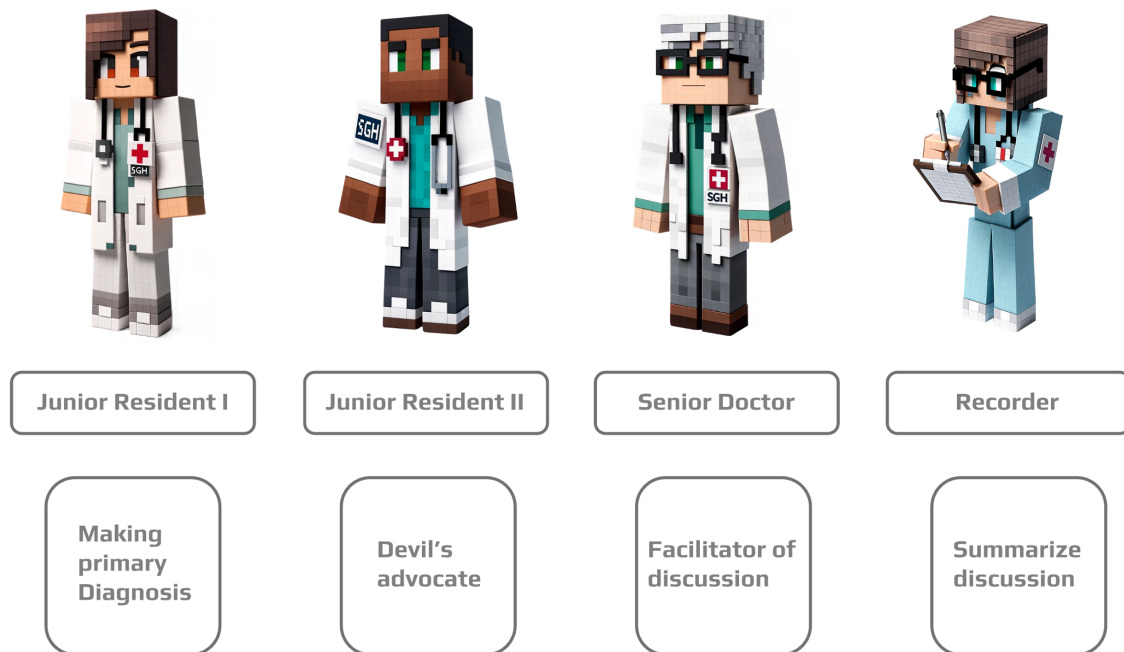 SGH
SGH
SGH
Junior Resident I
Junior Resident II
Senior Doctor
Recorder
Making
primary
Diagnosis
Devil’s
advocate
Facilitator of
discussion
Summarize
discussion